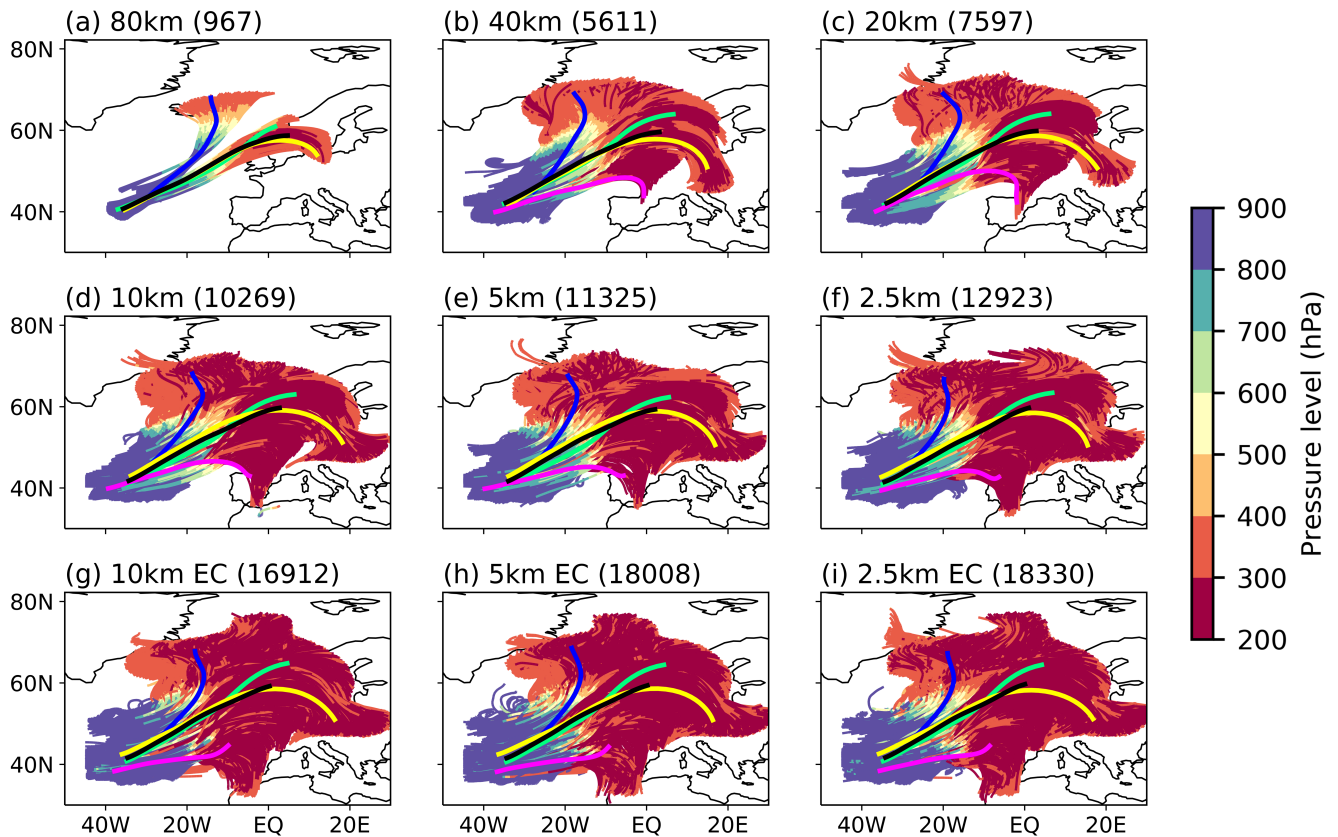 (a) 80km (967)
(b) 40km (5611)
(c) 20km (7597)
80N
60N
40N
(d) 10km (10269)
(e) 5km (11325)
(f) 2.5km (12923)
80N
60N
40N
(g) 10km EC (16912)
(h) 5km EC (18008)
(i) 2.5km EC (18330)
80N
60N
40N
40W 20W EQ 20E
40W 20W EQ 20E
40W 20W EQ 20E
900
800
700
600
500
400
300
200
Pressure level (hPa)